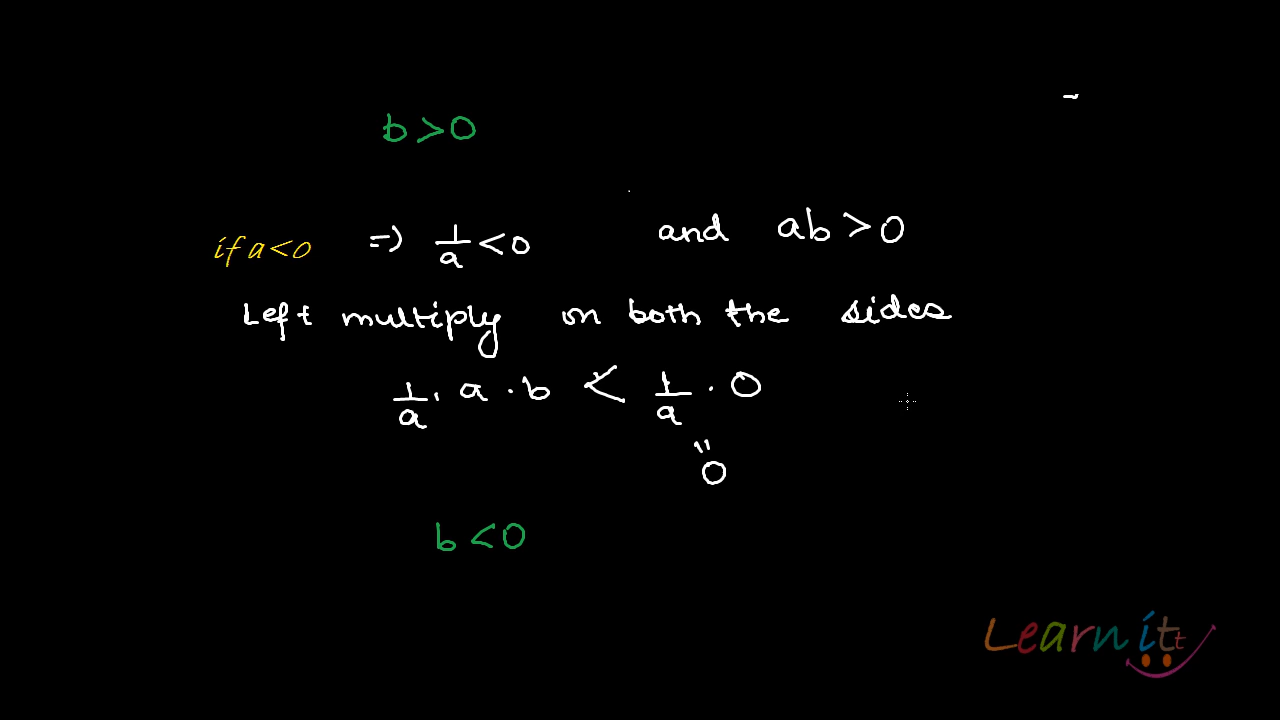 b > 0
if a < 0 => 1/a < 0 and ab > 0
Left multiply on both the sides
1/a . a . b < 1/a . 0
" 0
b < 0
Learnitt